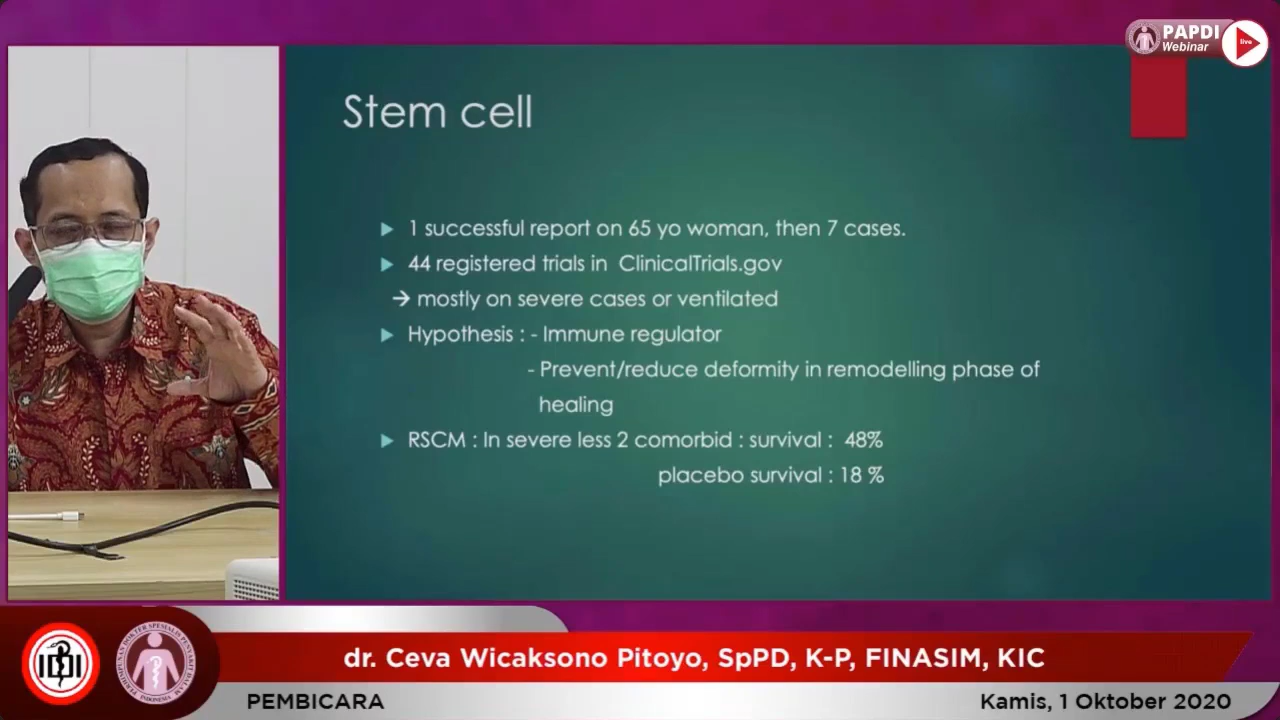 PAPDI
Webinar
live
Stem cell
1 successful report on 65 yo woman, then 7 cases.
44 registered trials in ClinicalTrials.gov
→ mostly on severe cases or ventilated
Hypothesis : - Immune regulator
- Prevent/reduce deformity in remodelling phase of
healing
RSCM : In severe less 2 comorbid : survival : 48%
placebo survival : 18 %
IDI
dr. Ceva Wicaksono Pitoyo, SpPD, K-P, FINASIM, KIC
PEMBICARA
Kamis, 1 Oktober 2020